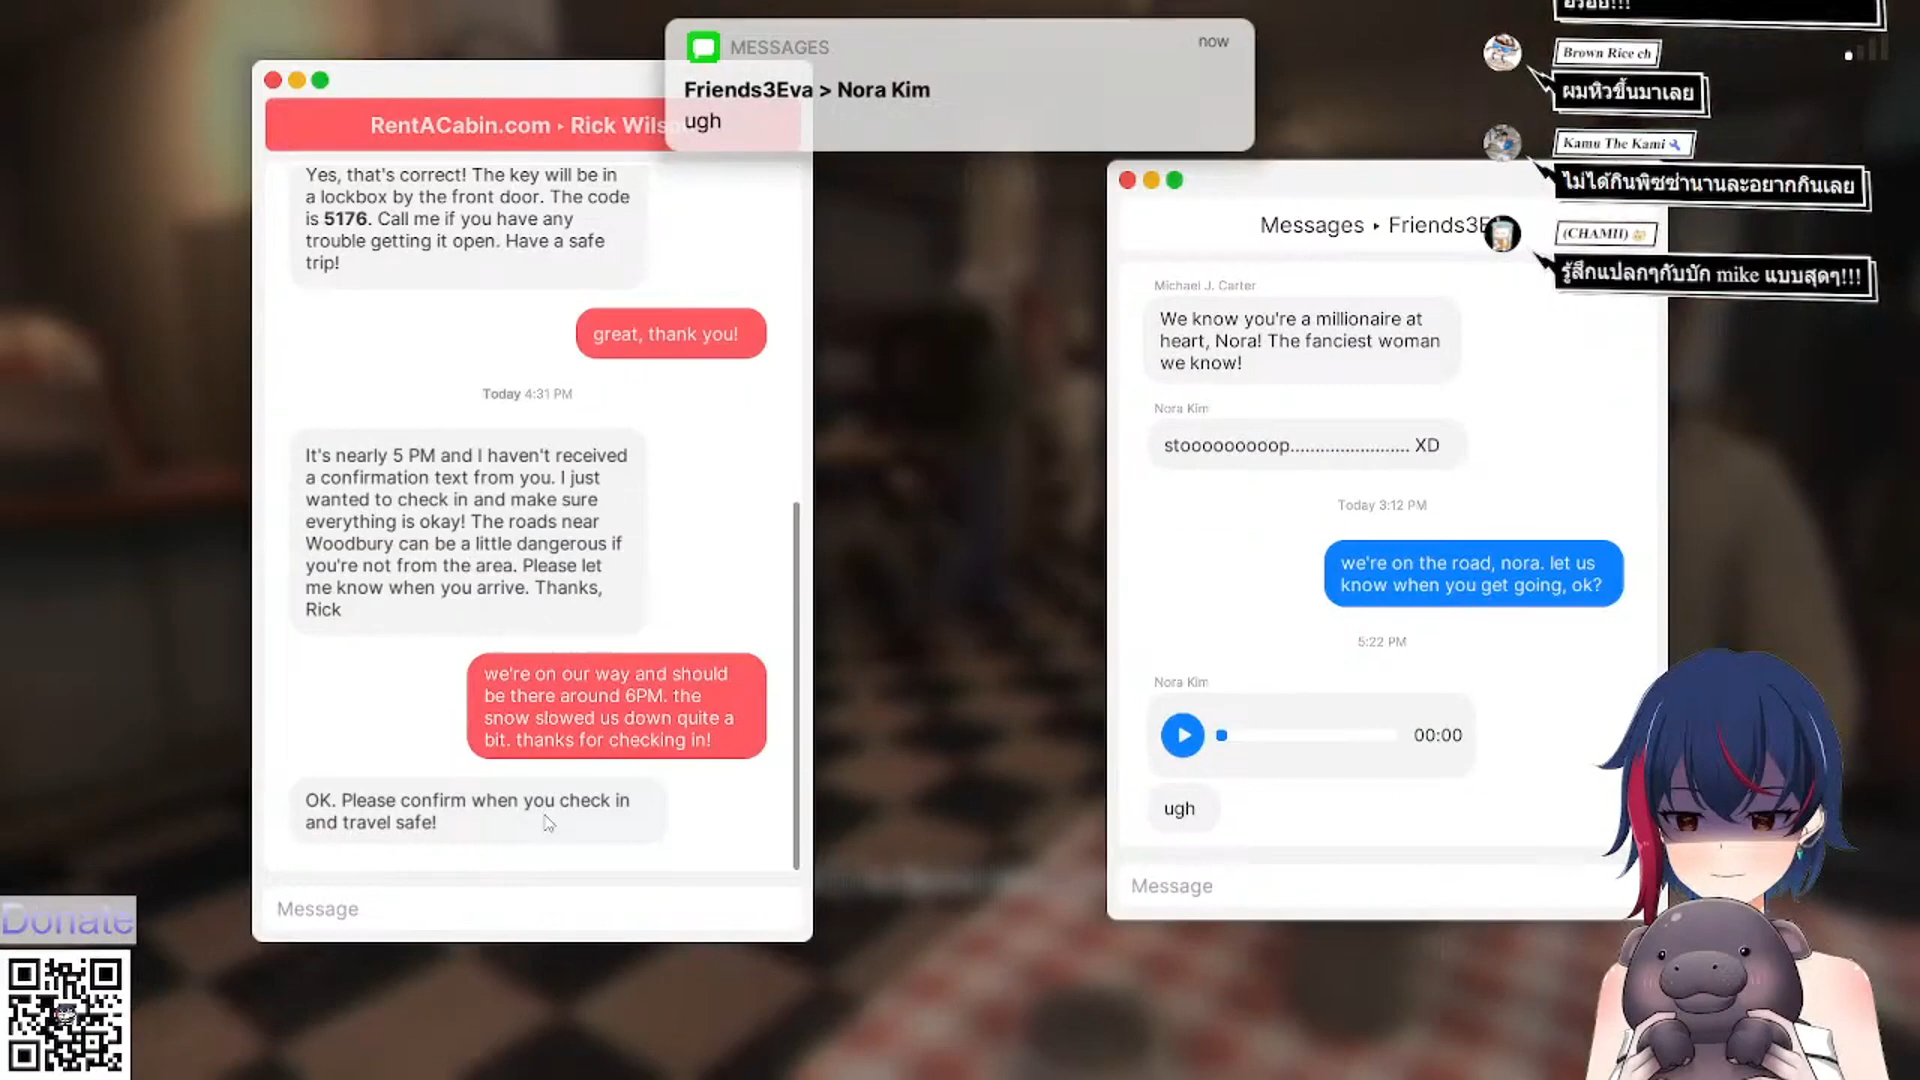 MESSAGES
now
Friends3Eva > Nora Kim
ugh
RentACabin.com ▸ Rick Wils
Yes, that's correct! The key will be in
a lockbox by the front door. The code
is 5176. Call me if you have any
trouble getting it open. Have a safe
trip!
great, thank you!
Today 4:31 PM
It's nearly 5 PM and I haven't received
a confirmation text from you. I just
wanted to check in and make sure
everything is okay! The roads near
Woodbury can be a little dangerous if
you're not from the area. Please let
me know when you arrive. Thanks,
Rick
we're on our way and should
be there around 6PM. the
snow slowed us down quite a
bit. thanks for checking in!
OK. Please confirm when you check in
and travel safe!
Message
Messages ▸ Friends3E
Michael J. Carter
We know you're a millionaire at
heart, Nora! The fanciest woman
we know!
Nora Kim
stoooooooooop........................ XD
Today 3:12 PM
we're on the road, nora. let us
know when you get going, ok?
5:22 PM
Nora Kim
00:00
ugh
Message
Brown Rice ch
ผมหิวขึ้นมาเลย
Kamu The Kami
ไม่ได้กินพิซซ่านานละอยากกินเลย
(CHAMII)
รู้สึกแปลกๆกับบัก mike แบบสุดๆ!!!
Donate